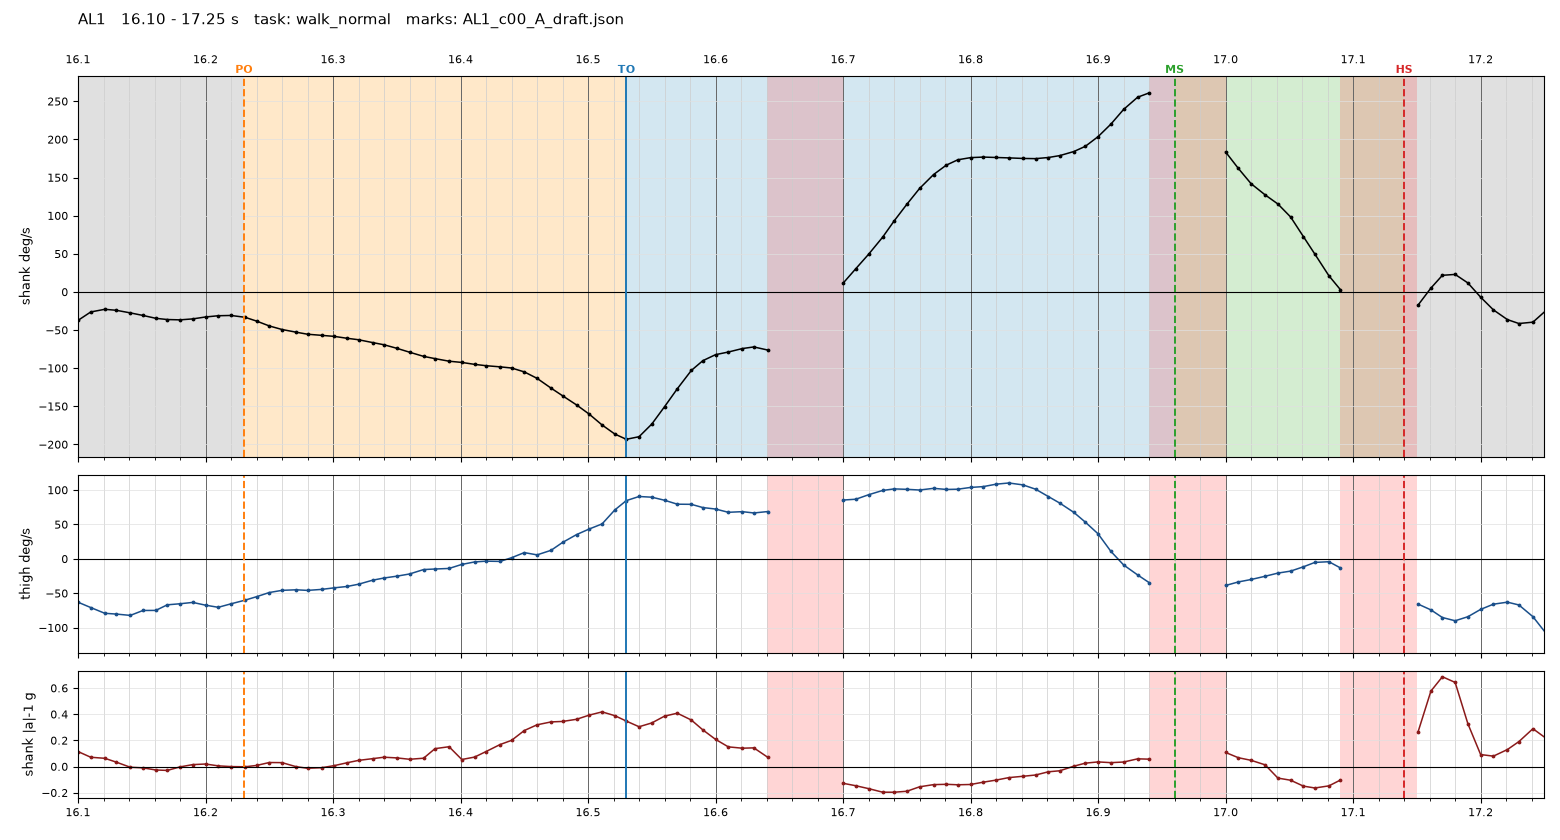 AL1 16.10 - 17.25 s task: walk_normal marks: AL1_c00_A_draft.json
16.1 16.2 16.3 16.4 16.5 16.6 16.7 16.8 16.9 17.0 17.1 17.2
PO TO MS HS
shank deg/s
250
200
150
100
50
0
−50
−100
−150
−200
thigh deg/s
100
50
0
−50
−100
shank |a|-1 g
0.6
0.4
0.2
0.0
−0.2
16.1 16.2 16.3 16.4 16.5 16.6 16.7 16.8 16.9 17.0 17.1 17.2